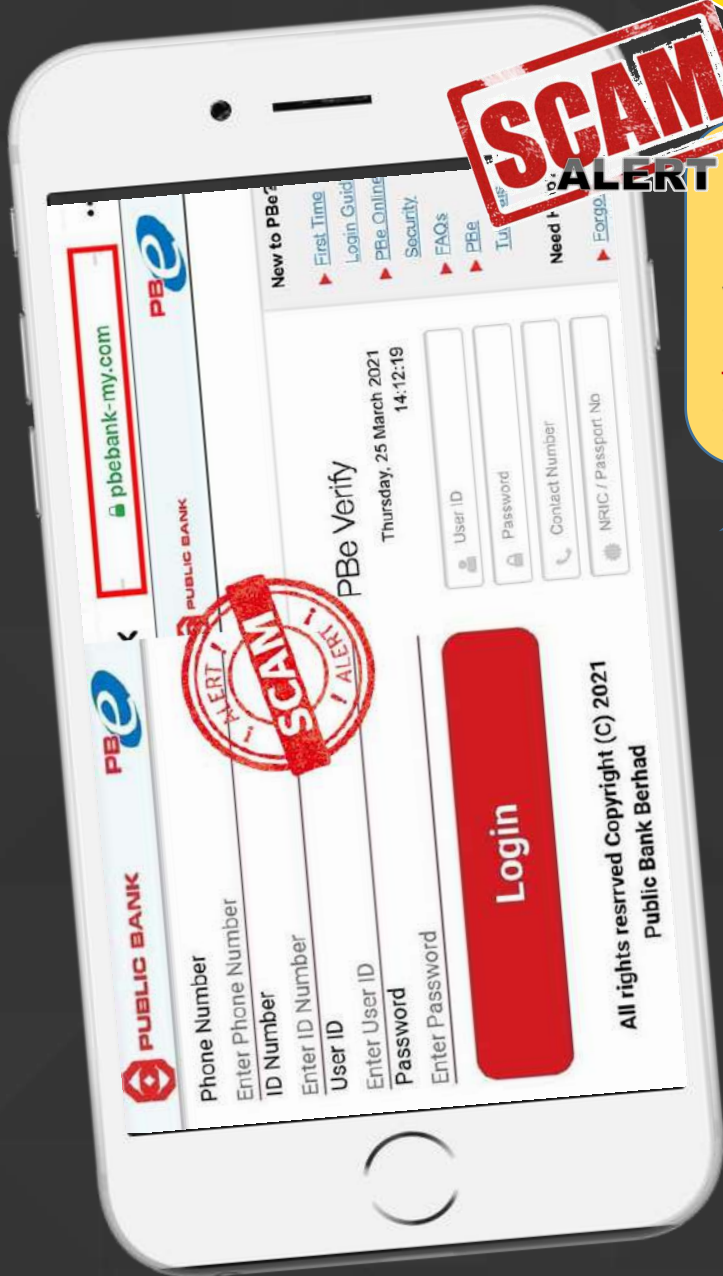 SCAM
ALERT
PUBLIC BANK
PBe
Phone Number
Enter Phone Number
ID Number
Enter ID Number
User ID
Enter User ID
Password
Enter Password
Login
All rights resrrved Copyright (C) 2021
Public Bank Berhad
! ALERT !
SCAM
! ALERT !
pbebank-my.com
PUBLIC BANK
PBe
PBe Verify
Thursday, 25 March 2021
14:12:19
User ID
Password
Contact Number
NRIC / Passport No
New to PBe?
First Time
Login Guid
PBe Online
Security
FAQs
PBe
Need
Forgo